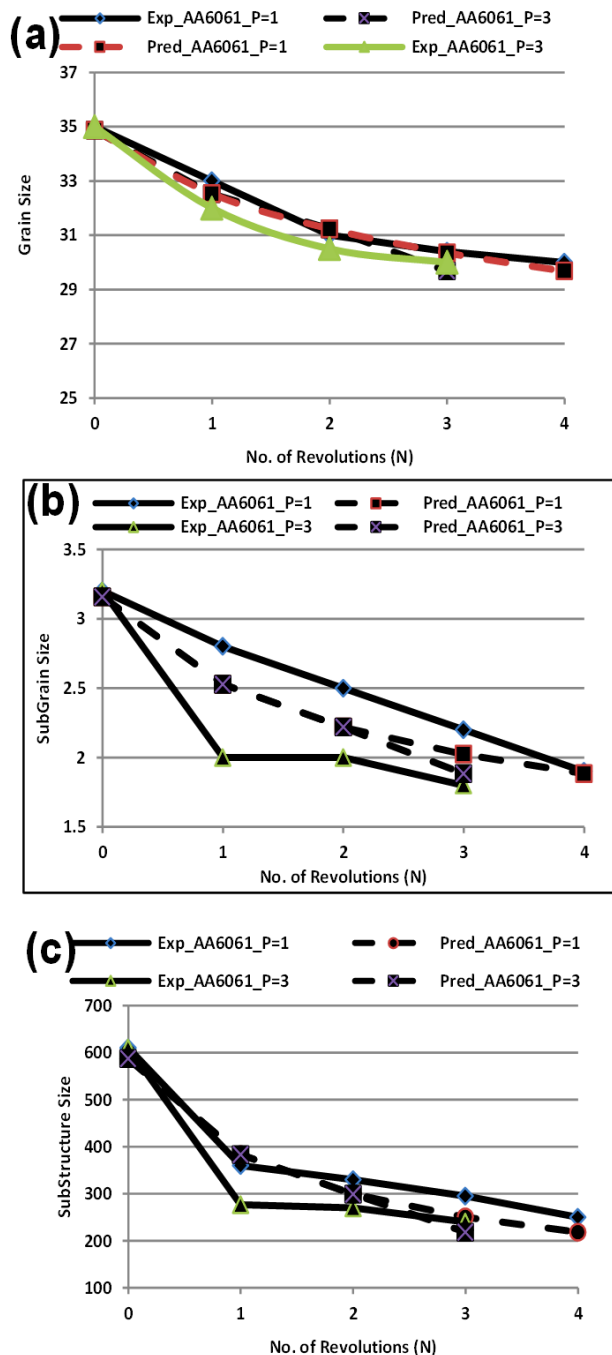 (a)
Exp_AA6061_P=1 Pred_AA6061_P=3
Pred_AA6061_P=1 Exp_AA6061_P=3
37
35
33
31
29
27
25
Grain Size
0 1 2 3 4
No. of Revolutions (N)
(b)
Exp_AA6061_P=1 Pred_AA6061_P=1
Exp_AA6061_P=3 Pred_AA6061_P=3
3.5
3
2.5
2
1.5
SubGrain Size
0 1 2 3 4
No. of Revolutions (N)
(c)
Exp_AA6061_P=1 Pred_AA6061_P=1
Exp_AA6061_P=3 Pred_AA6061_P=3
700
600
500
400
300
200
100
SubStructure Size
0 1 2 3 4
No. of Revolutions (N)